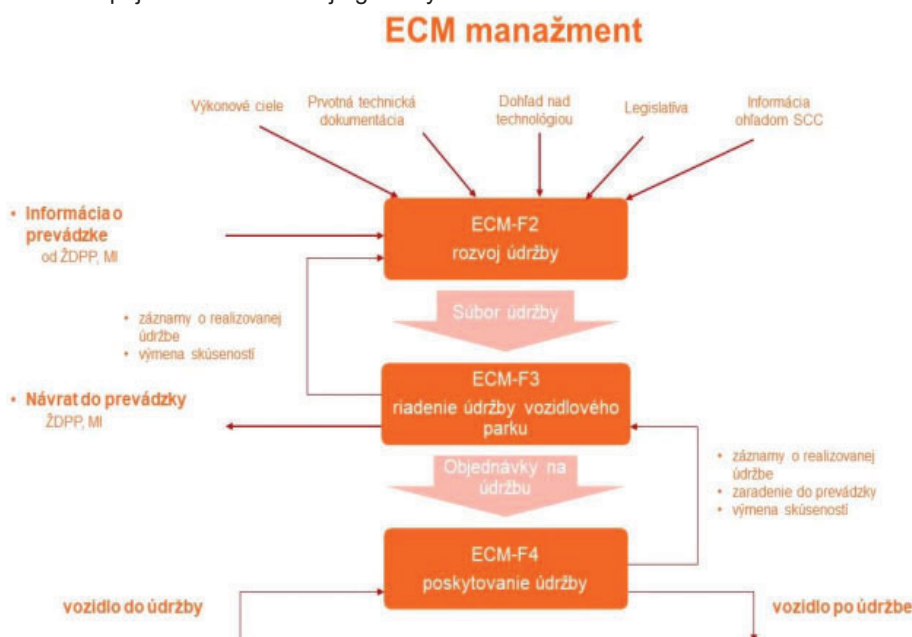 ECM manažment
Výkonové ciele
Prvotná technická
dokumentácia
Dohľad nad
technológiou
Legislatíva
Informácia
ohľadom SCC
• Informácia o
prevádzke
od ŽDPP, MI
ECM-F2
rozvoj údržby
Súbor údržby
• záznamy o realizovanej
údržbe
• výmena skúseností
ECM-F3
riadenie údržby vozidlového
parku
• Návrat do prevádzky
ŽDPP, MI
Objednávky na
údržbu
• záznamy o realizovanej
údržbe
• zaradenie do prevádzky
• výmena skúseností
ECM-F4
poskytovanie údržby
vozidlo do údržby
vozidlo po údržbe